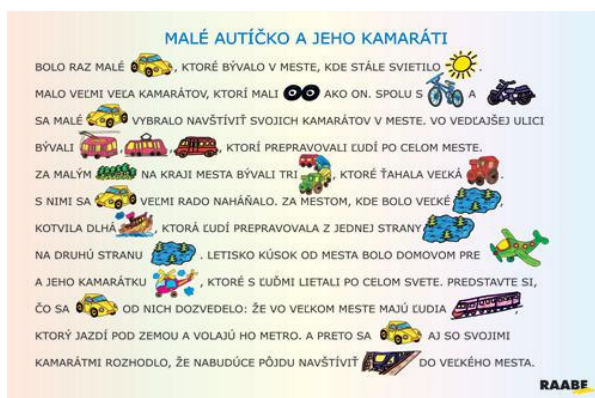 MALÉ AUTÍČKO A JEHO KAMARÁTI
BOLO RAZ MALÉ , KTORÉ BÝVALO V MESTE, KDE STÁLE SVIETILO .
MALO VEĽMI VEĽA KAMARÁTOV, KTORÍ MALI AKO ON. SPOLU S A
SA MALÉ VYBRALO NAVŠTÍVIŤ SVOJICH KAMARÁTOV V MESTE. VO VEDĽAJŠEJ ULICI
BÝVALI , , , KTORÍ PREPRAVOVALI ĽUDÍ PO CELOM MESTE.
ZA MALÝM NA KRAJI MESTA BÝVALI TRI , KTORÉ ŤAHALA VEĽKÁ .
S NIMI SA VEĽMI RADO NAHÁŇALO. ZA MESTOM, KDE BOLO VEĽKÉ ,
KOTVILA DLHÁ , KTORÁ ĽUDÍ PREPRAVOVALA Z JEDNEJ STRANY
NA DRUHÚ STRANU . LETISKO KÚSOK OD MESTA BOLO DOMOVOM PRE
A JEHO KAMARÁTKU , KTORÉ S ĽUĎMI LIETALI PO CELOM SVETE. PREDSTAVTE SI,
ČO SA OD NICH DOZVEDELO: ŽE VO VEĽKOM MESTE MAJÚ ĽUDIA ,
KTORÝ JAZDÍ POD ZEMOU A VOLAJÚ HO METRO. A PRETO SA AJ SO SVOJIMI
KAMARÁTMI ROZHODLO, ŽE NABUDÚCE PÔJDU NAVŠTÍVIŤ DO VEĽKÉHO MESTA.
RAABE